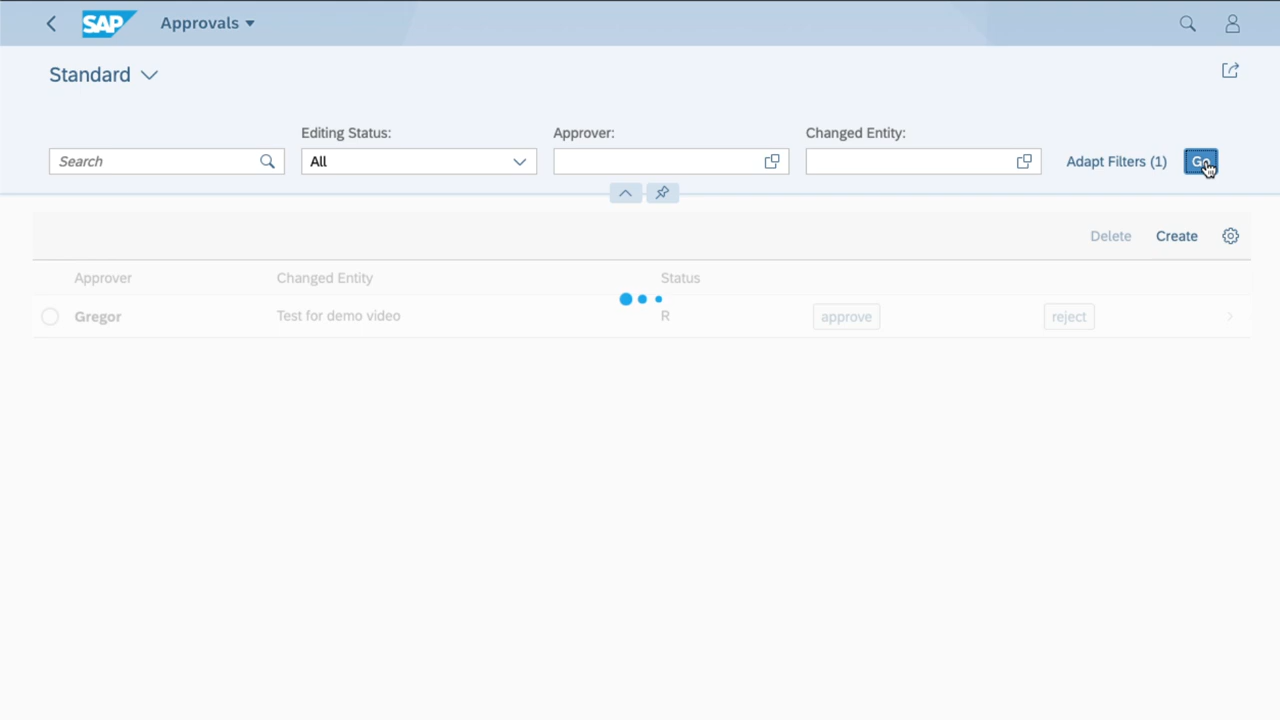 SAP Approvals
Standard
Editing Status: Approver: Changed Entity:
Search All Adapt Filters (1) Go
Delete Create
Approver Changed Entity Status
Gregor Test for demo video R approve reject